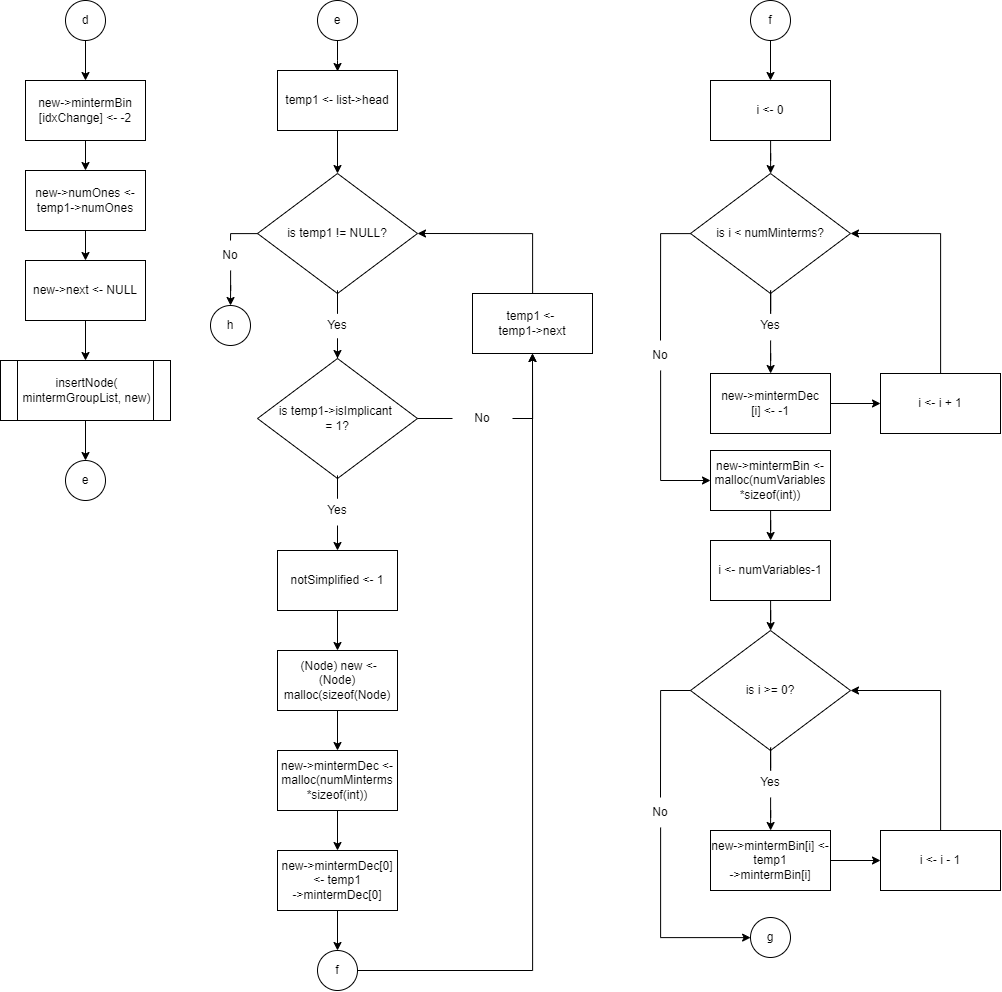 d
new->mintermBin
[idxChange] <- -2
new->numOnes <-
temp1->numOnes
new->next <- NULL
insertNode(
mintermGroupList, new)
e
e
temp1 <- list->head
is temp1 != NULL?
No
h
Yes
temp1 <-
temp1->next
is temp1->isImplicant
= 1?
No
Yes
notSimplified <- 1
(Node) new <-
(Node)
malloc(sizeof(Node)
new->mintermDec <-
malloc(numMinterms
*sizeof(int))
new->mintermDec[0]
<- temp1
->mintermDec[0]
f
f
i <- 0
is i < numMinterms?
Yes
No
new->mintermDec
[i] <- -1
i <- i + 1
new->mintermBin <-
malloc(numVariables
*sizeof(int))
i <- numVariables-1
is i >= 0?
Yes
No
new->mintermBin[i] <-
temp1
->mintermBin[i]
i <- i - 1
g